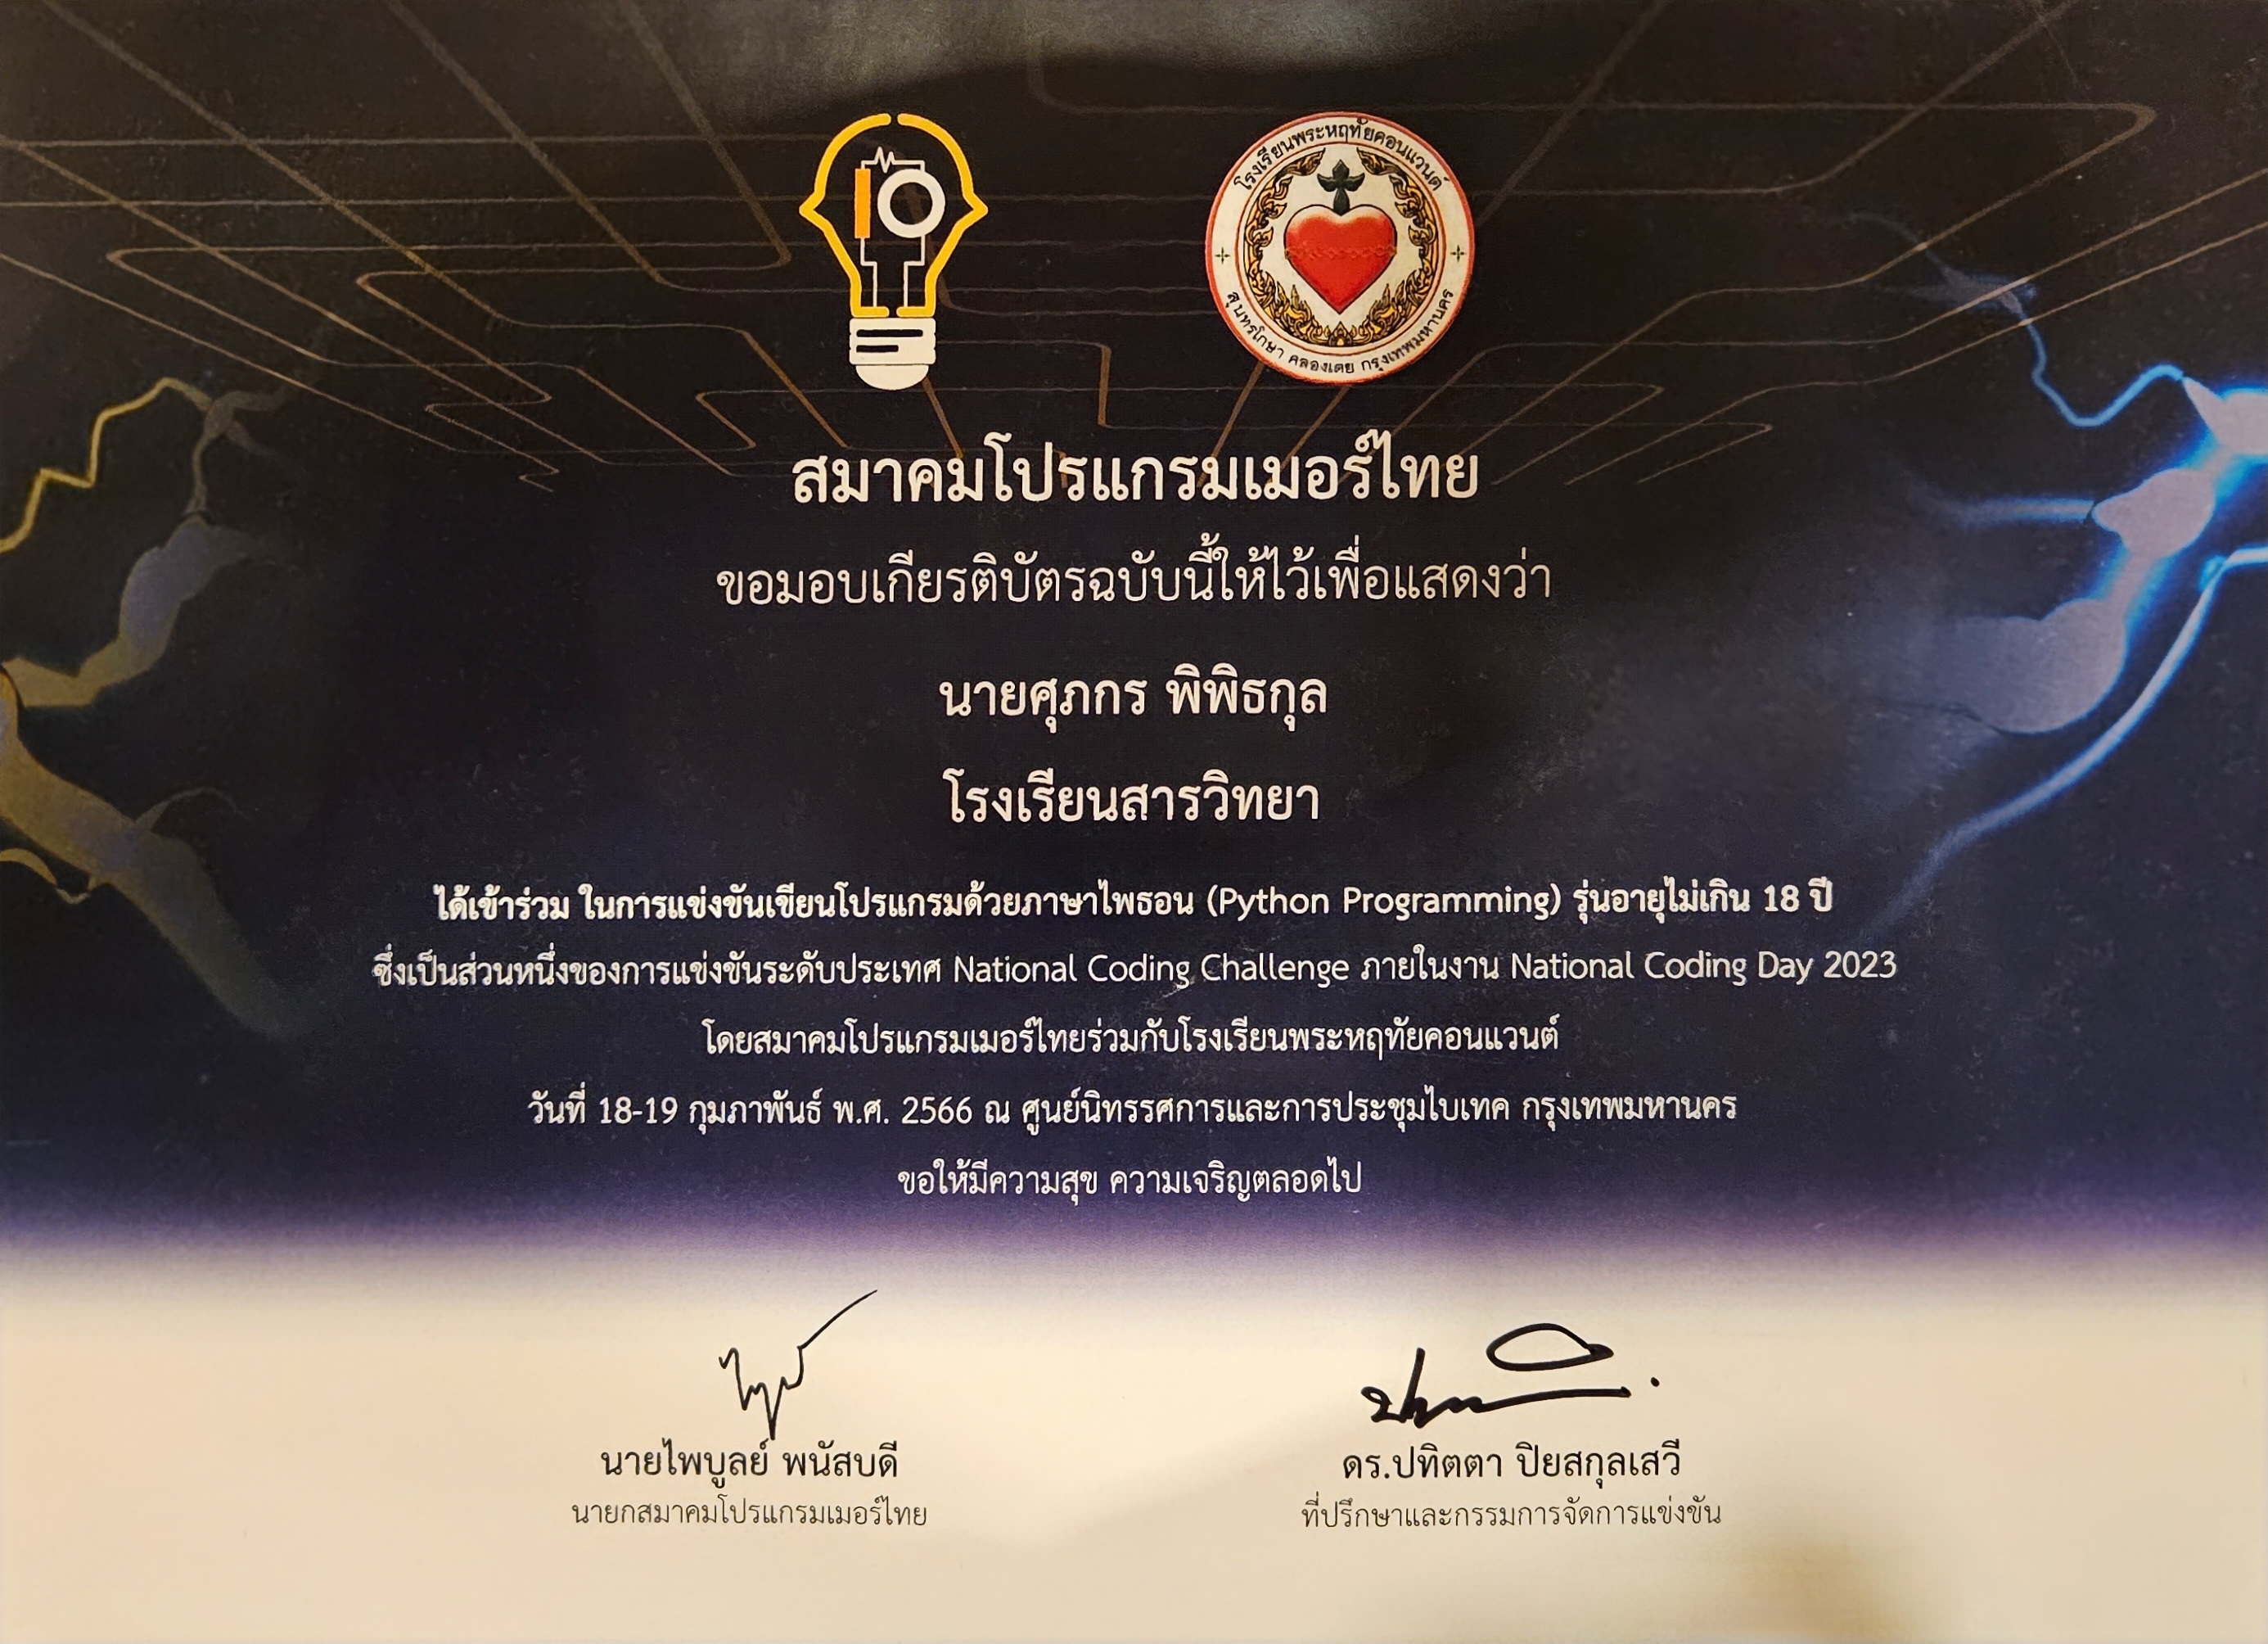 โรงเรียนพระหฤทัยคอนแวนต์
สุนทรโกษา คลองเตย กรุงเทพมหานคร
สมาคมโปรแกรมเมอร์ไทย
ขอมอบเกียรติบัตรฉบับนี้ให้ไว้เพื่อแสดงว่า
นายศุภกร พิพิธกุล
โรงเรียนสารวิทยา
ได้เข้าร่วม ในการแข่งขันเขียนโปรแกรมด้วยภาษาไพธอน (Python Programming) รุ่นอายุไม่เกิน 18 ปี
ซึ่งเป็นส่วนหนึ่งของการแข่งขันระดับประเทศ National Coding Challenge ภายในงาน National Coding Day 2023
โดยสมาคมโปรแกรมเมอร์ไทยร่วมกับโรงเรียนพระหฤทัยคอนแวนต์
วันที่ 18-19 กุมภาพันธ์ พ.ศ. 2566 ณ ศูนย์นิทรรศการและการประชุมไบเทค กรุงเทพมหานคร
ขอให้มีความสุข ความเจริญตลอดไป
นายไพบูลย์ พนัสบดี
นายกสมาคมโปรแกรมเมอร์ไทย
ดร.ปทิตตา ปิยสกุลเสวี
ที่ปรึกษาและกรรมการจัดการแข่งขัน